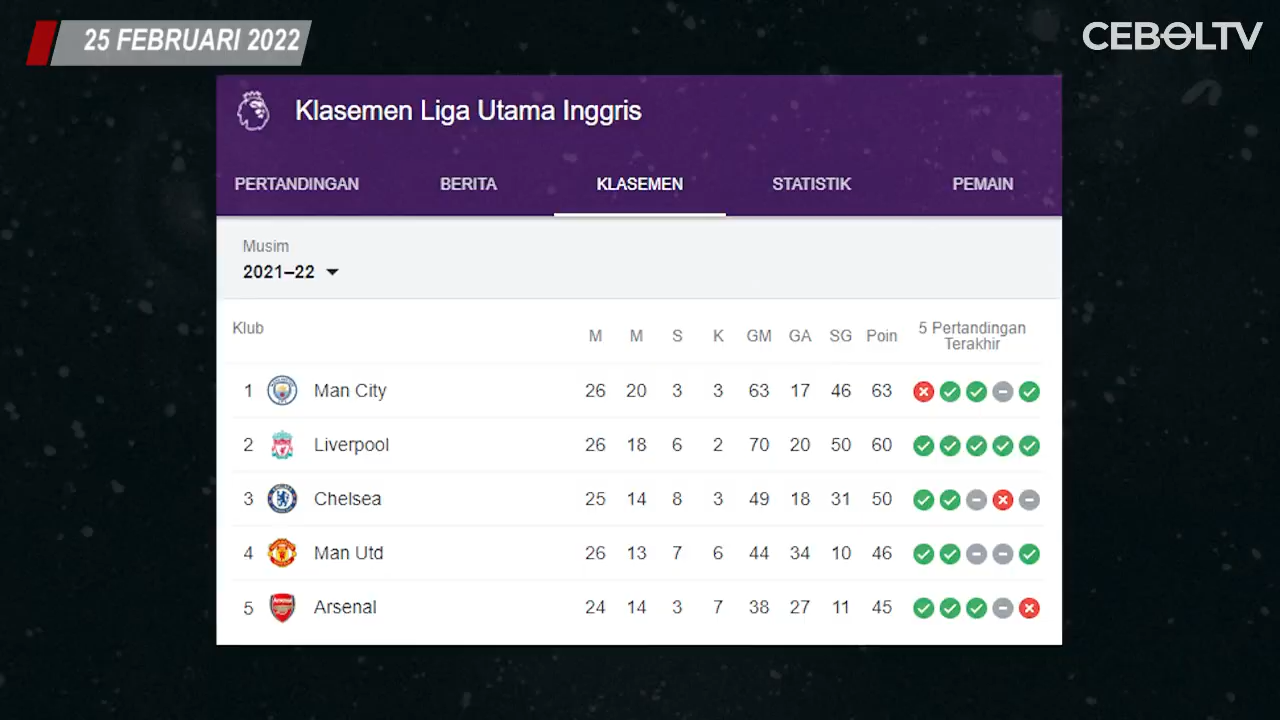 25 FEBRUARI 2022
CEBOLTV
Klasemen Liga Utama Inggris
PERTANDINGAN BERITA KLASEMEN STATISTIK PEMAIN
Musim
2021–22
Klub M M S K GM GA SG Poin 5 Pertandingan
Terakhir
1 Man City 26 20 3 3 63 17 46 63
2 Liverpool 26 18 6 2 70 20 50 60
3 Chelsea 25 14 8 3 49 18 31 50
4 Man Utd 26 13 7 6 44 34 10 46
5 Arsenal 24 14 3 7 38 27 11 45